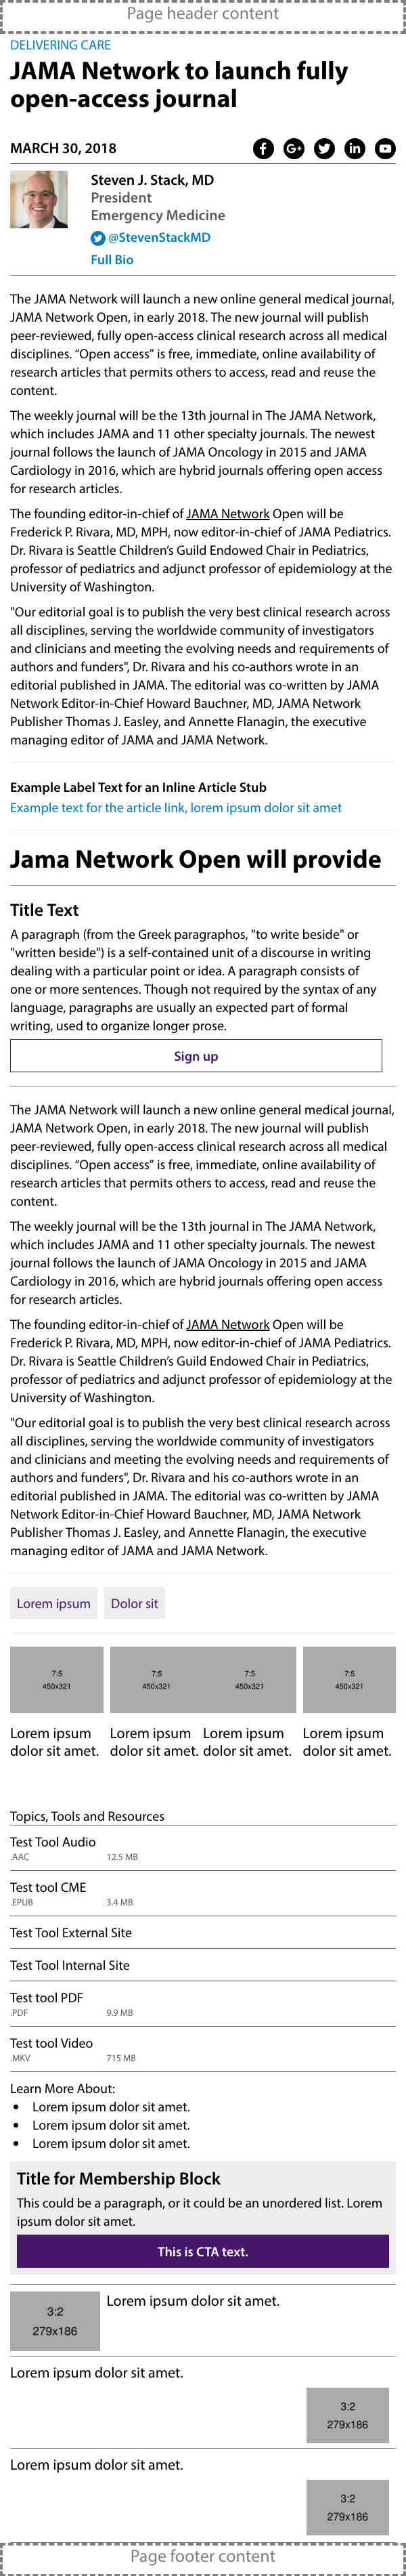 Page header content
DELIVERING CARE
JAMA Network to launch fully
open-access journal
MARCH 30, 2018
Steven J. Stack, MD
President
Emergency Medicine
@StevenStackMD
Full Bio
The JAMA Network will launch a new online general medical journal,
JAMA Network Open, in early 2018. The new journal will publish
peer-reviewed, fully open-access clinical research across all medical
disciplines. “Open access” is free, immediate, online availability of
research articles that permits others to access, read and reuse the
content.
The weekly journal will be the 13th journal in The JAMA Network,
which includes JAMA and 11 other specialty journals. The newest
journal follows the launch of JAMA Oncology in 2015 and JAMA
Cardiology in 2016, which are hybrid journals offering open access
for research articles.
The founding editor-in-chief of JAMA Network Open will be
Frederick P. Rivara, MD, MPH, now editor-in-chief of JAMA Pediatrics.
Dr. Rivara is Seattle Children’s Guild Endowed Chair in Pediatrics,
professor of pediatrics and adjunct professor of epidemiology at the
University of Washington.
"Our editorial goal is to publish the very best clinical research across
all disciplines, serving the worldwide community of investigators
and clinicians and meeting the evolving needs and requirements of
authors and funders", Dr. Rivara and his co-authors wrote in an
editorial published in JAMA. The editorial was co-written by JAMA
Network Editor-in-Chief Howard Bauchner, MD, JAMA Network
Publisher Thomas J. Easley, and Annette Flanagin, the executive
managing editor of JAMA and JAMA Network.
Example Label Text for an Inline Article Stub
Example text for the article link, lorem ipsum dolor sit amet
Jama Network Open will provide
Title Text
A paragraph (from the Greek paragraphos, "to write beside" or
"written beside") is a self-contained unit of a discourse in writing
dealing with a particular point or idea. A paragraph consists of
one or more sentences. Though not required by the syntax of any
language, paragraphs are usually an expected part of formal
writing, used to organize longer prose.
Sign up
The JAMA Network will launch a new online general medical journal,
JAMA Network Open, in early 2018. The new journal will publish
peer-reviewed, fully open-access clinical research across all medical
disciplines. “Open access” is free, immediate, online availability of
research articles that permits others to access, read and reuse the
content.
The weekly journal will be the 13th journal in The JAMA Network,
which includes JAMA and 11 other specialty journals. The newest
journal follows the launch of JAMA Oncology in 2015 and JAMA
Cardiology in 2016, which are hybrid journals offering open access
for research articles.
The founding editor-in-chief of JAMA Network Open will be
Frederick P. Rivara, MD, MPH, now editor-in-chief of JAMA Pediatrics.
Dr. Rivara is Seattle Children’s Guild Endowed Chair in Pediatrics,
professor of pediatrics and adjunct professor of epidemiology at the
University of Washington.
"Our editorial goal is to publish the very best clinical research across
all disciplines, serving the worldwide community of investigators
and clinicians and meeting the evolving needs and requirements of
authors and funders", Dr. Rivara and his co-authors wrote in an
editorial published in JAMA. The editorial was co-written by JAMA
Network Editor-in-Chief Howard Bauchner, MD, JAMA Network
Publisher Thomas J. Easley, and Annette Flanagin, the executive
managing editor of JAMA and JAMA Network.
Lorem ipsum Dolor sit
7:5 7:5 7:5 7:5
450x321 450x321 450x321 450x321
Lorem ipsum Lorem ipsum Lorem ipsum Lorem ipsum
dolor sit amet. dolor sit amet. dolor sit amet. dolor sit amet.
Topics, Tools and Resources
Test Tool Audio
.AAC 12.5 MB
Test tool CME
.EPUB 3.4 MB
Test Tool External Site
Test Tool Internal Site
Test tool PDF
.PDF 9.9 MB
Test tool Video
.MKV 715 MB
Learn More About:
• Lorem ipsum dolor sit amet.
• Lorem ipsum dolor sit amet.
• Lorem ipsum dolor sit amet.
Title for Membership Block
This could be a paragraph, or it could be an unordered list. Lorem
ipsum dolor sit amet.
This is CTA text.
Lorem ipsum dolor sit amet.
3:2
279x186
Lorem ipsum dolor sit amet.
3:2
279x186
Lorem ipsum dolor sit amet.
3:2
279x186
Page footer content